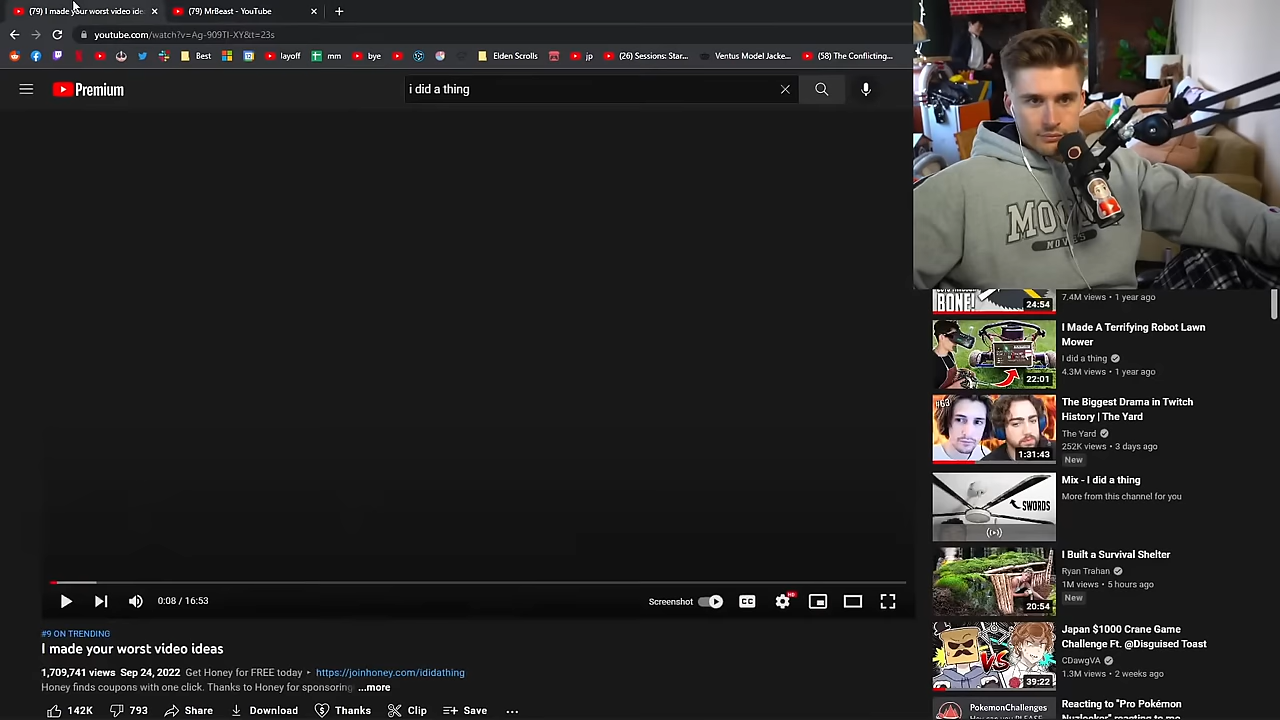 (79) I made your worst video ide
(79) MrBeast - YouTube
Best
layoff
mm
bye
Elden Scrolls
jp
(26) Sessions: Star...
Ventus Model Jacke...
(58) The Conflicting...
Premium
i did a thing
MO
MOVES
BONE!
24:54
7.4M views • 1 year ago
I Made A Terrifying Robot Lawn
Mower
I did a thing
4.3M views • 1 year ago
22:01
#63
The Biggest Drama in Twitch
History | The Yard
The Yard
252K views • 3 days ago
New
1:31:43
Mix - I did a thing
More from this channel for you
SWORDS
I Built a Survival Shelter
Ryan Trahan
1M views • 5 hours ago
New
20:54
Japan $1000 Crane Game
Challenge Ft. @Disguised Toast
CDawgVA
1.3M views • 2 weeks ago
VS
39:22
PokemonChallenges
Reacting to "Pro Pokémon
0:08 / 16:53
Screenshot
CC
HD
#9 ON TRENDING
I made your worst video ideas
1,709,741 views Sep 24, 2022 Get Honey for FREE today ▸ https://joinhoney.com/ididathing
Honey finds coupons with one click. Thanks to Honey for sponsoring ...more
142K
793
Share
Download
Thanks
Clip
Save